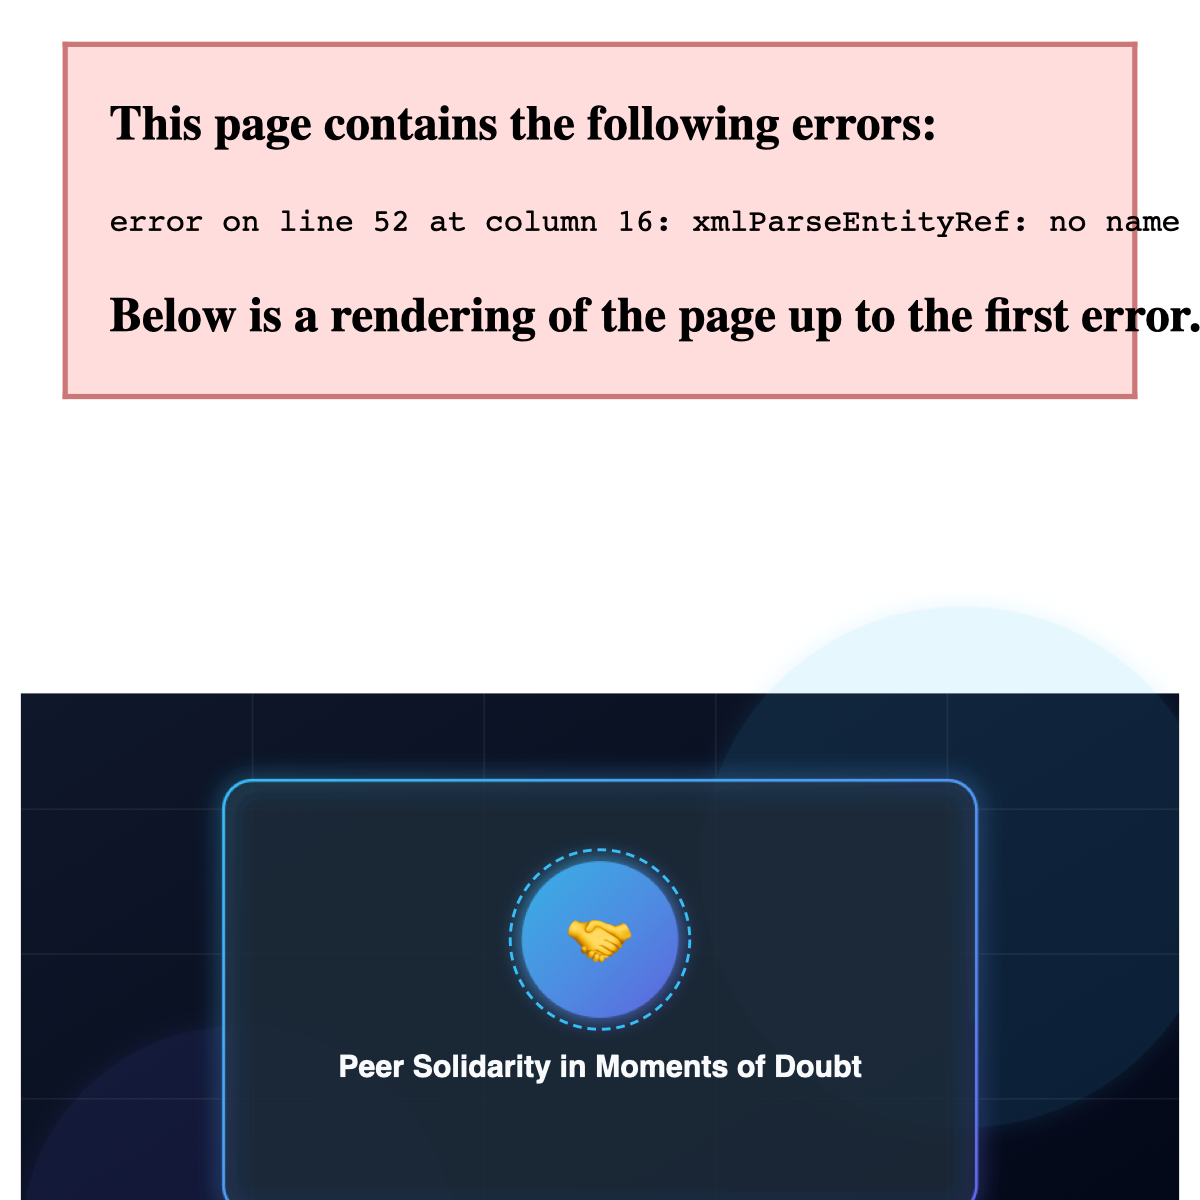 This page contains the following errors:
error on line 52 at column 16: xmlParseEntityRef: no name
Below is a rendering of the page up to the first error.
Peer Solidarity in Moments of Doubt